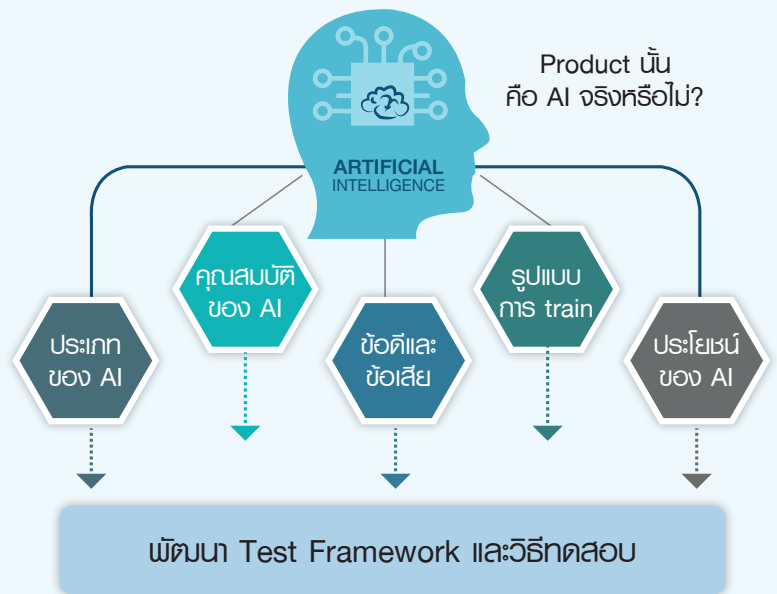 Product นั้น
คือ AI จริงหรือไม่?
ARTIFICIAL
INTELLIGENCE
ประเภท
ของ AI
คุณสมบัติ
ของ AI
ข้อดีและ
ข้อเสีย
รูปแบบ
การ train
ประโยชน์
ของ AI
พัฒนา Test Framework และวิธีทดสอบ